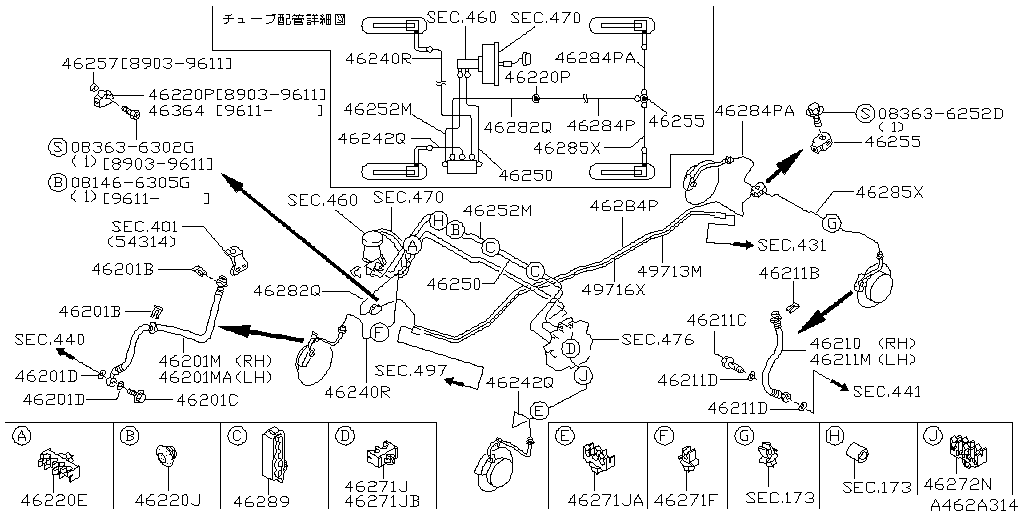 チューブ配管詳細図
SEC.460
SEC.470
46240R
46284PA
46220P
46252M
46282Q
46284P
46255
46242Q
46285X
46250
46257[8903-9611]
46220P[8903-9611]
46364 [9611- ]
Ⓢ08363-6302G
(1)[8903-9611]
Ⓑ08146-6305G
(1)[9611- ]
46284PA
Ⓢ08363-6252D
(1)
46255
46285X
G
SEC.431
SEC.460
SEC.470
46252M
46284P
H
B
A
C
C
46250
49713M
49716X
46282Q
F
SEC.401
(54314)
46201B
46201B
SEC.440
46201M (RH)
46201MA(LH)
46201D
46201D
46201C
46240R
SEC.497
46242Q
E
D
J
SEC.476
46211B
46211C
46210 (RH)
46211M(LH)
46211D
46211D
SEC.441
A
46220E
B
46220J
C
46289
D
46271J
46271JB
E
46271JA
F
46271F
G
SEC.173
H
SEC.173
J
46272N
A462A314